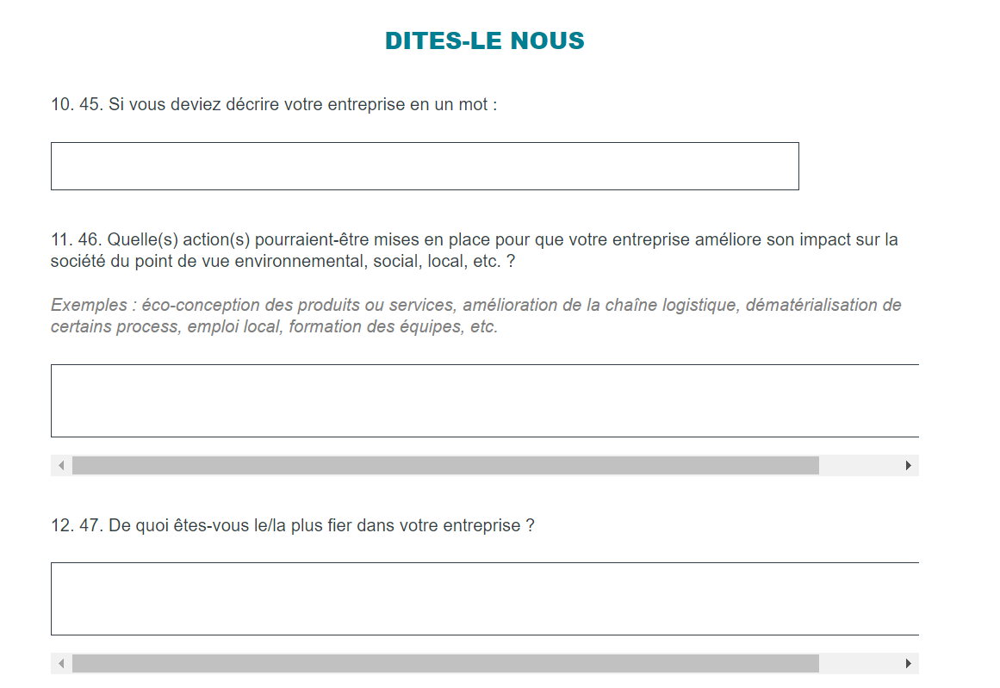 DITES-LE NOUS
10. 45. Si vous deviez décrire votre entreprise en un mot :
11. 46. Quelle(s) action(s) pourraient-être mises en place pour que votre entreprise améliore son impact sur la
société du point de vue environnemental, social, local, etc. ?
Exemples : éco-conception des produits ou services, amélioration de la chaîne logistique, dématérialisation de
certains process, emploi local, formation des équipes, etc.
12. 47. De quoi êtes-vous le/la plus fier dans votre entreprise ?